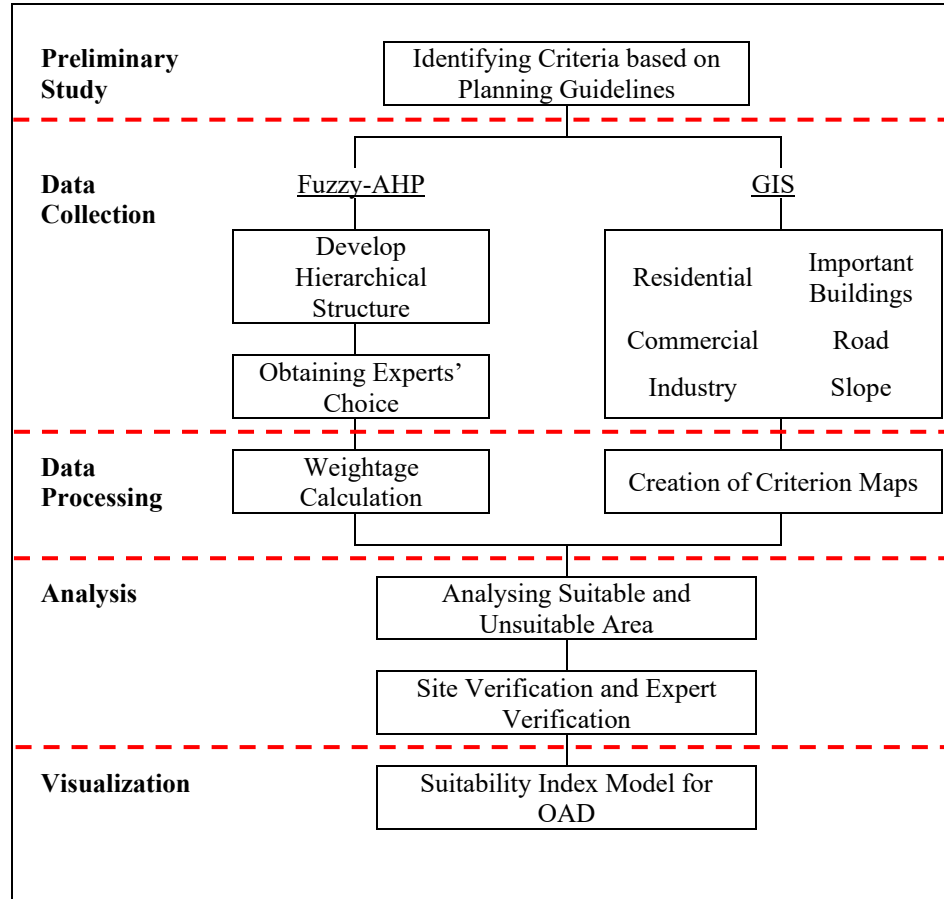 Preliminary
Study
Identifying Criteria based on
Planning Guidelines
Data
Collection
Fuzzy-AHP
GIS
Develop
Hierarchical
Structure
Obtaining Experts’
Choice
Residential
Important
Buildings
Commercial
Road
Industry
Slope
Data
Processing
Weightage
Calculation
Creation of Criterion Maps
Analysis
Analysing Suitable and
Unsuitable Area
Site Verification and Expert
Verification
Visualization
Suitability Index Model for
OAD